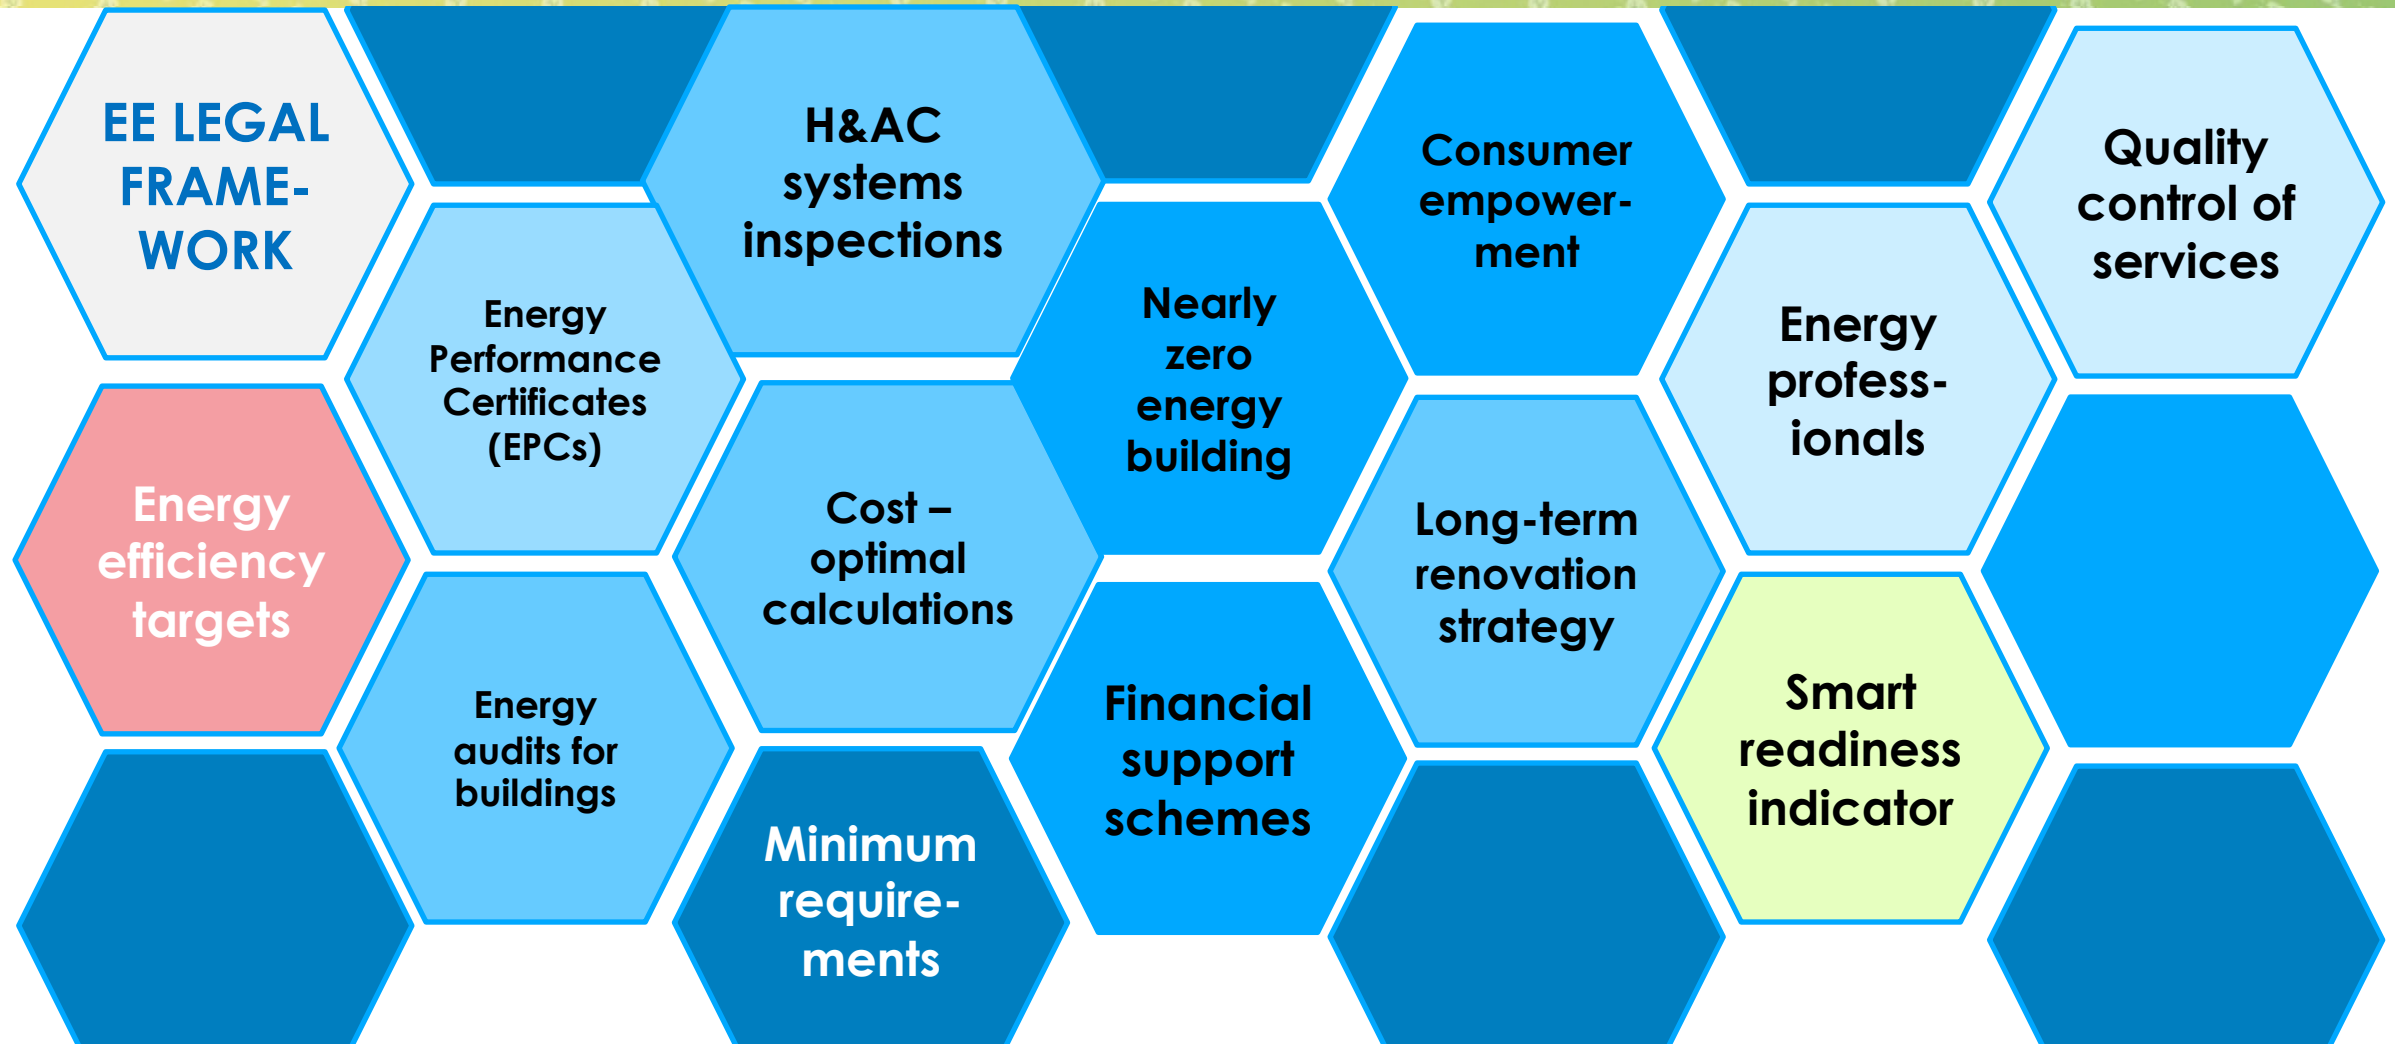 EE LEGAL
FRAME-
WORK
Energy
efficiency
targets
Energy
Performance
Certificates
(EPCs)
Energy
audits for
buildings
H&AC
systems
inspections
Cost –
optimal
calculations
Minimum
require-
ments
Nearly
zero
energy
building
Financial
support
schemes
Consumer
empower-
ment
Long-term
renovation
strategy
Energy
profess-
ionals
Smart
readiness
indicator
Quality
control of
services